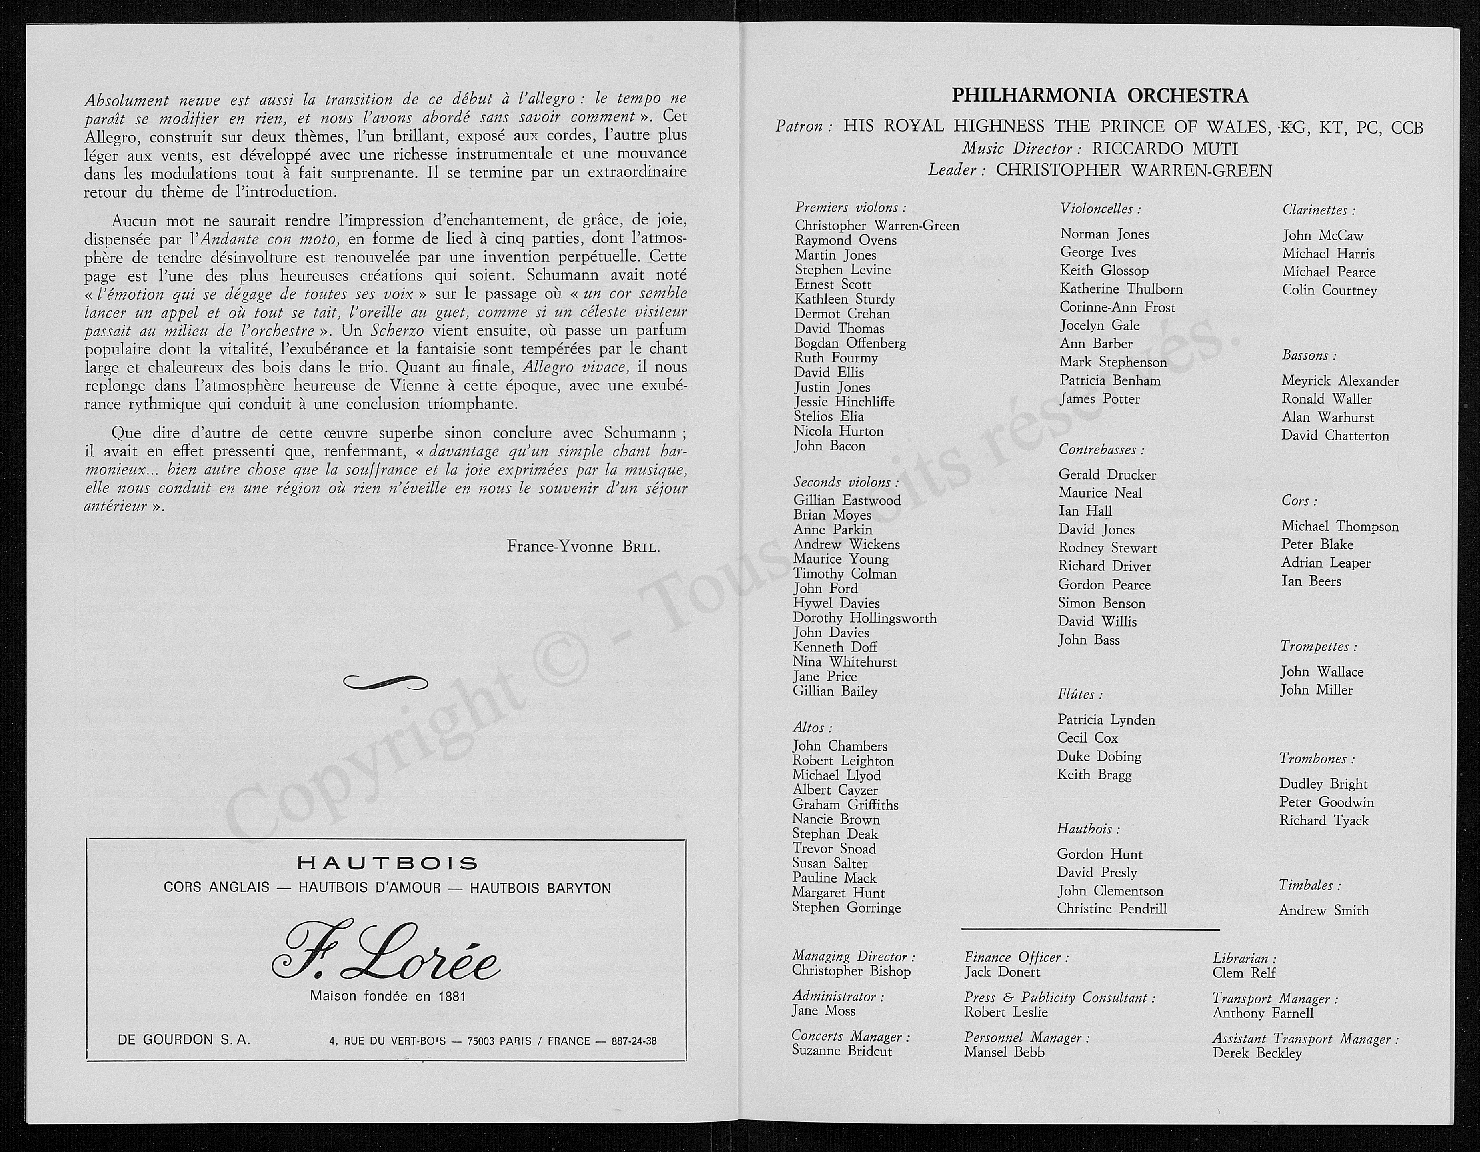 Absolument neuve est aussi la transition de ce début à l'allegro : le tempo ne
paraît se modifier en rien, et nous l'avons abordé sans savoir comment ». Cet
Allegro, construit sur deux thèmes, l'un brillant, exposé aux cordes, l'autre plus
léger aux vents, est développé avec une richesse instrumentale et une mouvance
dans les modulations tout à fait surprenante. Il se termine par un extraordinaire
retour du thème de l'introduction.
Aucun mot ne saurait rendre l'impression d'enchantement, de grâce, de joie,
dispensée par l'Andante con moto, en forme de lied à cinq parties, dont l'atmos-
phère de tendre désinvolture est renouvelée par une invention perpétuelle. Cette
page est l'une des plus heureuses créations qui soient. Schumann avait noté
« l'émotion qui se dégage de toutes ses voix » sur le passage où « un cor semble
lancer un appel et où tout se tait, l'oreille au guet, comme si un céleste visiteur
passait au milieu de l'orchestre ». Un Scherzo vient ensuite, où passe un parfum
populaire dont la vitalité, l'exubérance et la fantaisie sont tempérées par le chant
large et chaleureux des bois dans le trio. Quant au finale, Allegro vivace, il nous
replonge dans l'atmosphère heureuse de Vienne à cette époque, avec une exubé-
rance rythmique qui conduit à une conclusion triomphante.
Que dire d'autre de cette œuvre superbe sinon conclure avec Schumann ;
il avait en effet pressenti que, renfermant, « davantage qu'un simple chant har-
monieux... bien autre chose que la souffrance et la joie exprimées par la musique,
elle nous conduit en une région où rien n'éveille en nous le souvenir d'un séjour
antérieur ».
France-Yvonne BRIL.
HAUTBOIS
CORS ANGLAIS — HAUTBOIS D'AMOUR — HAUTBOIS BARYTON
F. Lorée
Maison fondée en 1881
DE GOURDON S.A. 4, RUE DU VERT-BOIS — 75003 PARIS / FRANCE — 887-24-38
PHILHARMONIA ORCHESTRA
Patron : HIS ROYAL HIGHNESS THE PRINCE OF WALES, KG, KT, PC, CCB
Music Director : RICCARDO MUTI
Leader : CHRISTOPHER WARREN-GREEN
Premiers violons :
Christopher Warren-Green
Raymond Ovens
Martin Jones
Stephen Levine
Ernest Scott
Kathleen Sturdy
Dermot Crehan
David Thomas
Bogdan Offenberg
Ruth Fourmy
David Ellis
Justin Jones
Jessie Hinchliffe
Stelios Elia
Nicola Hurton
John Bacon
Seconds violons :
Gillian Eastwood
Brian Moyes
Anne Parkin
Andrew Wickens
Maurice Young
Timothy Colman
John Ford
Hywel Davies
Dorothy Hollingsworth
John Davies
Kenneth Doff
Nina Whitehurst
Jane Price
Gillian Bailey
Altos :
John Chambers
Robert Leighton
Michael Llyod
Albert Cayzer
Graham Griffiths
Nancie Brown
Stephan Deak
Trevor Snoad
Susan Salter
Pauline Mack
Margaret Hunt
Stephen Gorringe
Violoncelles :
Norman Jones
George Ives
Keith Glossop
Katherine Thulborn
Corinne-Ann Frost
Jocelyn Gale
Ann Barber
Mark Stephenson
Patricia Benham
James Potter
Contrebasses :
Gerald Drucker
Maurice Neal
Ian Hall
David Jones
Rodney Stewart
Richard Driver
Gordon Pearce
Simon Benson
David Willis
John Bass
Flûtes :
Patricia Lynden
Cecil Cox
Duke Dobing
Keith Bragg
Hautbois :
Gordon Hunt
David Presly
John Clementson
Christine Pendrill
Clarinettes :
John McCaw
Michael Harris
Michael Pearce
Colin Courtney
Bassons :
Meyrick Alexander
Ronald Waller
Alan Warhurst
David Chatterton
Cors :
Michael Thompson
Peter Blake
Adrian Leaper
Ian Beers
Trompettes :
John Wallace
John Miller
Trombones :
Dudley Bright
Peter Goodwin
Richard Tyack
Timbales :
Andrew Smith
Managing Director :
Christopher Bishop
Administrator :
Jane Moss
Concerts Manager :
Suzanne Bridcut
Finance Officer :
Jack Donert
Press & Publicity Consultant :
Robert Leslie
Personnel Manager :
Mansel Bebb
Librarian :
Clem Relf
Transport Manager :
Anthony Farnell
Assistant Transport Manager :
Derek Beckley
Copyright © - Tous droits réservés.